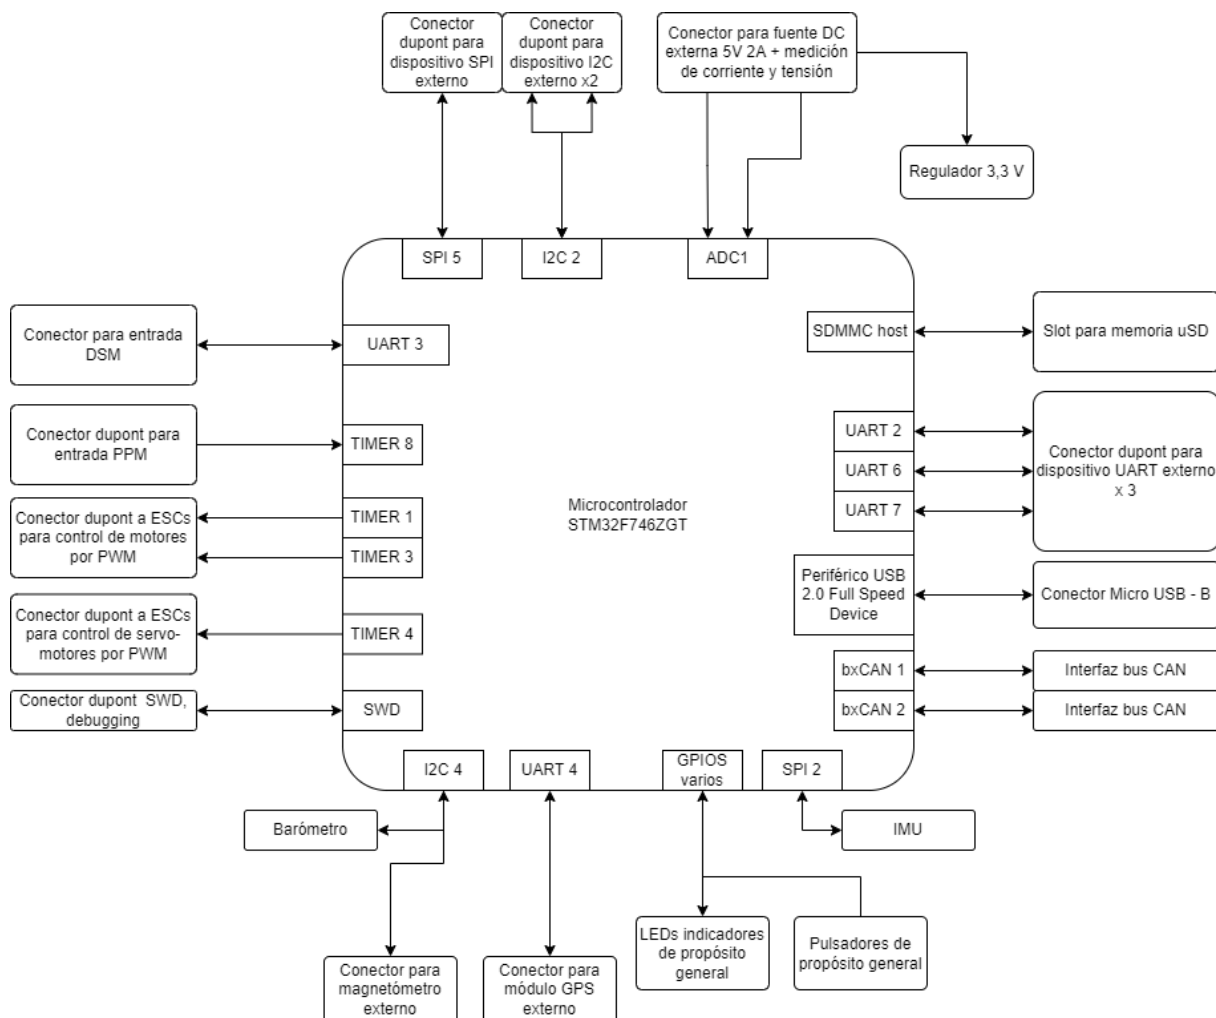 Conector
dupont para
dispositivo SPI
externo
Conector
dupont para
dispositivo I2C
externo x2
Conector para fuente DC
externa 5V 2A + medición
de corriente y tensión
Regulador 3,3 V
SPI 5
I2C 2
ADC1
Conector para entrada
DSM
UART 3
SDMMC host
Slot para memoria uSD
Conector dupont para
entrada PPM
TIMER 8
UART 2
UART 6
UART 7
Conector dupont para
dispositivo UART externo
x 3
Conector dupont a ESCs
para control de motores
por PWM
TIMER 1
TIMER 3
Microcontrolador
STM32F746ZGT
Periférico USB
2.0 Full Speed
Device
Conector Micro USB - B
Conector dupont a ESCs
para control de servo-
motores por PWM
TIMER 4
bxCAN 1
Interfaz bus CAN
Conector dupont SWD,
debugging
SWD
bxCAN 2
Interfaz bus CAN
I2C 4
UART 4
GPIOS
varios
SPI 2
Barómetro
IMU
LEDs indicadores
de propósito
general
Pulsadores de
propósito general
Conector para
magnetómetro
externo
Conector para
módulo GPS
externo